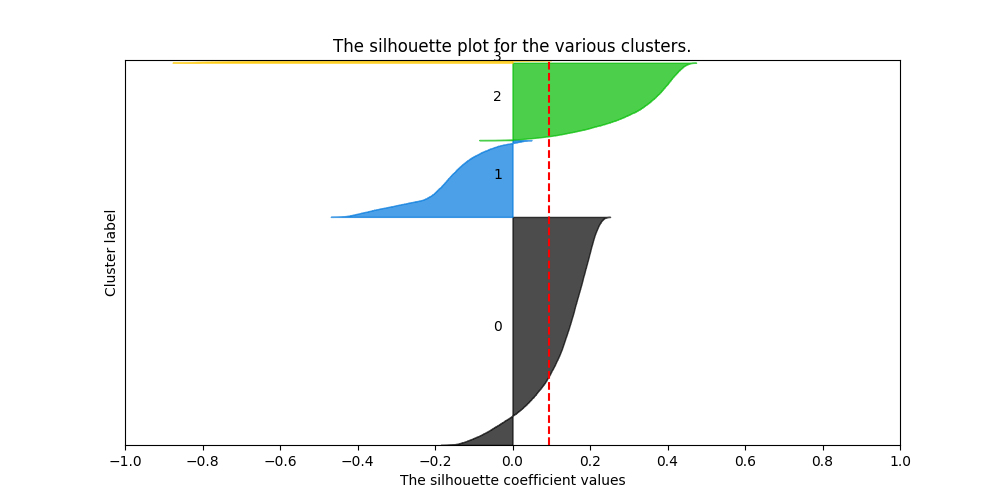 The silhouette plot for the various clusters.
3
2
1
0
Cluster label
−1.0 −0.8 −0.6 −0.4 −0.2 0.0 0.2 0.4 0.6 0.8 1.0
The silhouette coefficient values